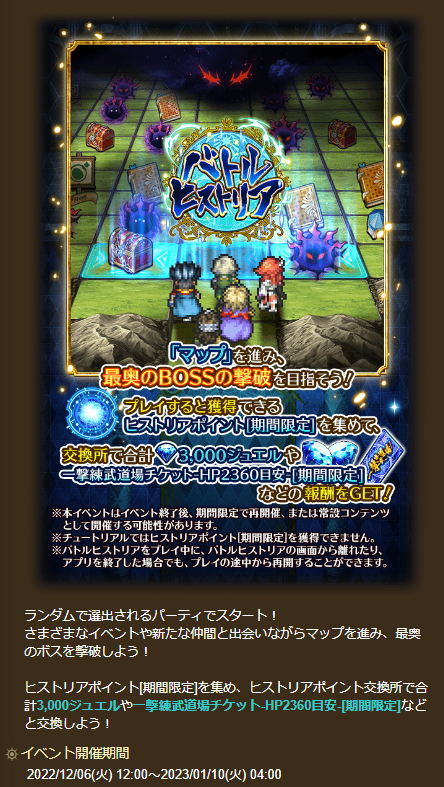 バトル
ヒストリア
「マップ」を進み、
最奥のBOSSの撃破を目指そう!
プレイすると獲得できる
ヒストリアポイント[期間限定]を集めて、
交換所で合計3,000ジュエルや
一撃練武道場チケット-HP2360目安-[期間限定]
などの報酬をGET!
※本イベントはイベント終了後、期間限定で再開催、または常設コンテンツ
として開催する可能性があります。
※チュートリアルではヒストリアポイント[期間限定]を獲得できません。
※バトルヒストリアをプレイ中に、バトルヒストリアの画面から離れたり、
アプリを終了した場合でも、プレイの途中から再開することができます。
ランダムで選出されるパーティでスタート!
さまざまなイベントや新たな仲間と出会いながらマップを進み、最奥
のボスを撃破しよう!
ヒストリアポイント[期間限定]を集め、ヒストリアポイント交換所で合
計3,000ジュエルや一撃練武道場チケット-HP2360目安-[期間限定]など
と交換しよう!
イベント開催期間
2022/12/06(火) 12:00～2023/01/10(火) 04:00